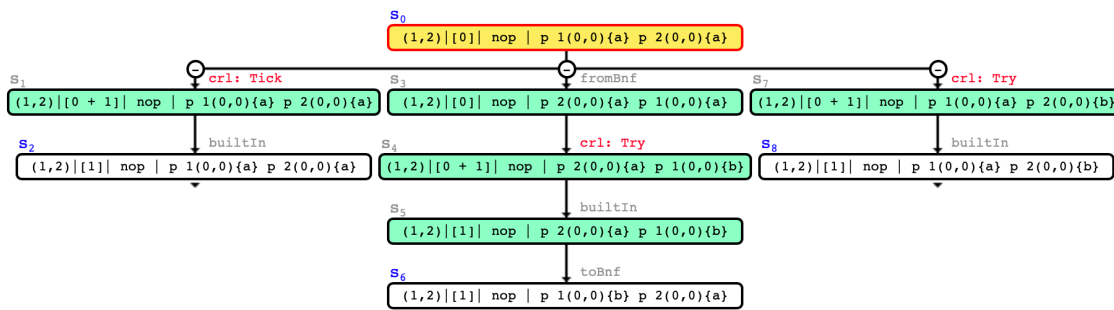 S0
(1,2)|[0]| nop | p 1(0,0){a} p 2(0,0){a}
S1 crl: Tick
S3 fromBnf
S7 crl: Try
(1,2)|[0 + 1]| nop | p 1(0,0){a} p 2(0,0){a}
(1,2)|[0]| nop | p 2(0,0){a} p 1(0,0){a}
(1,2)|[0 + 1]| nop | p 1(0,0){a} p 2(0,0){b}
S2 builtIn
S4 crl: Try
S8 builtIn
(1,2)|[1]| nop | p 1(0,0){a} p 2(0,0){a}
(1,2)|[0 + 1]| nop | p 2(0,0){a} p 1(0,0){b}
(1,2)|[1]| nop | p 1(0,0){a} p 2(0,0){b}
S5 builtIn
(1,2)|[1]| nop | p 2(0,0){a} p 1(0,0){b}
S6 toBnf
(1,2)|[1]| nop | p 1(0,0){b} p 2(0,0){a}